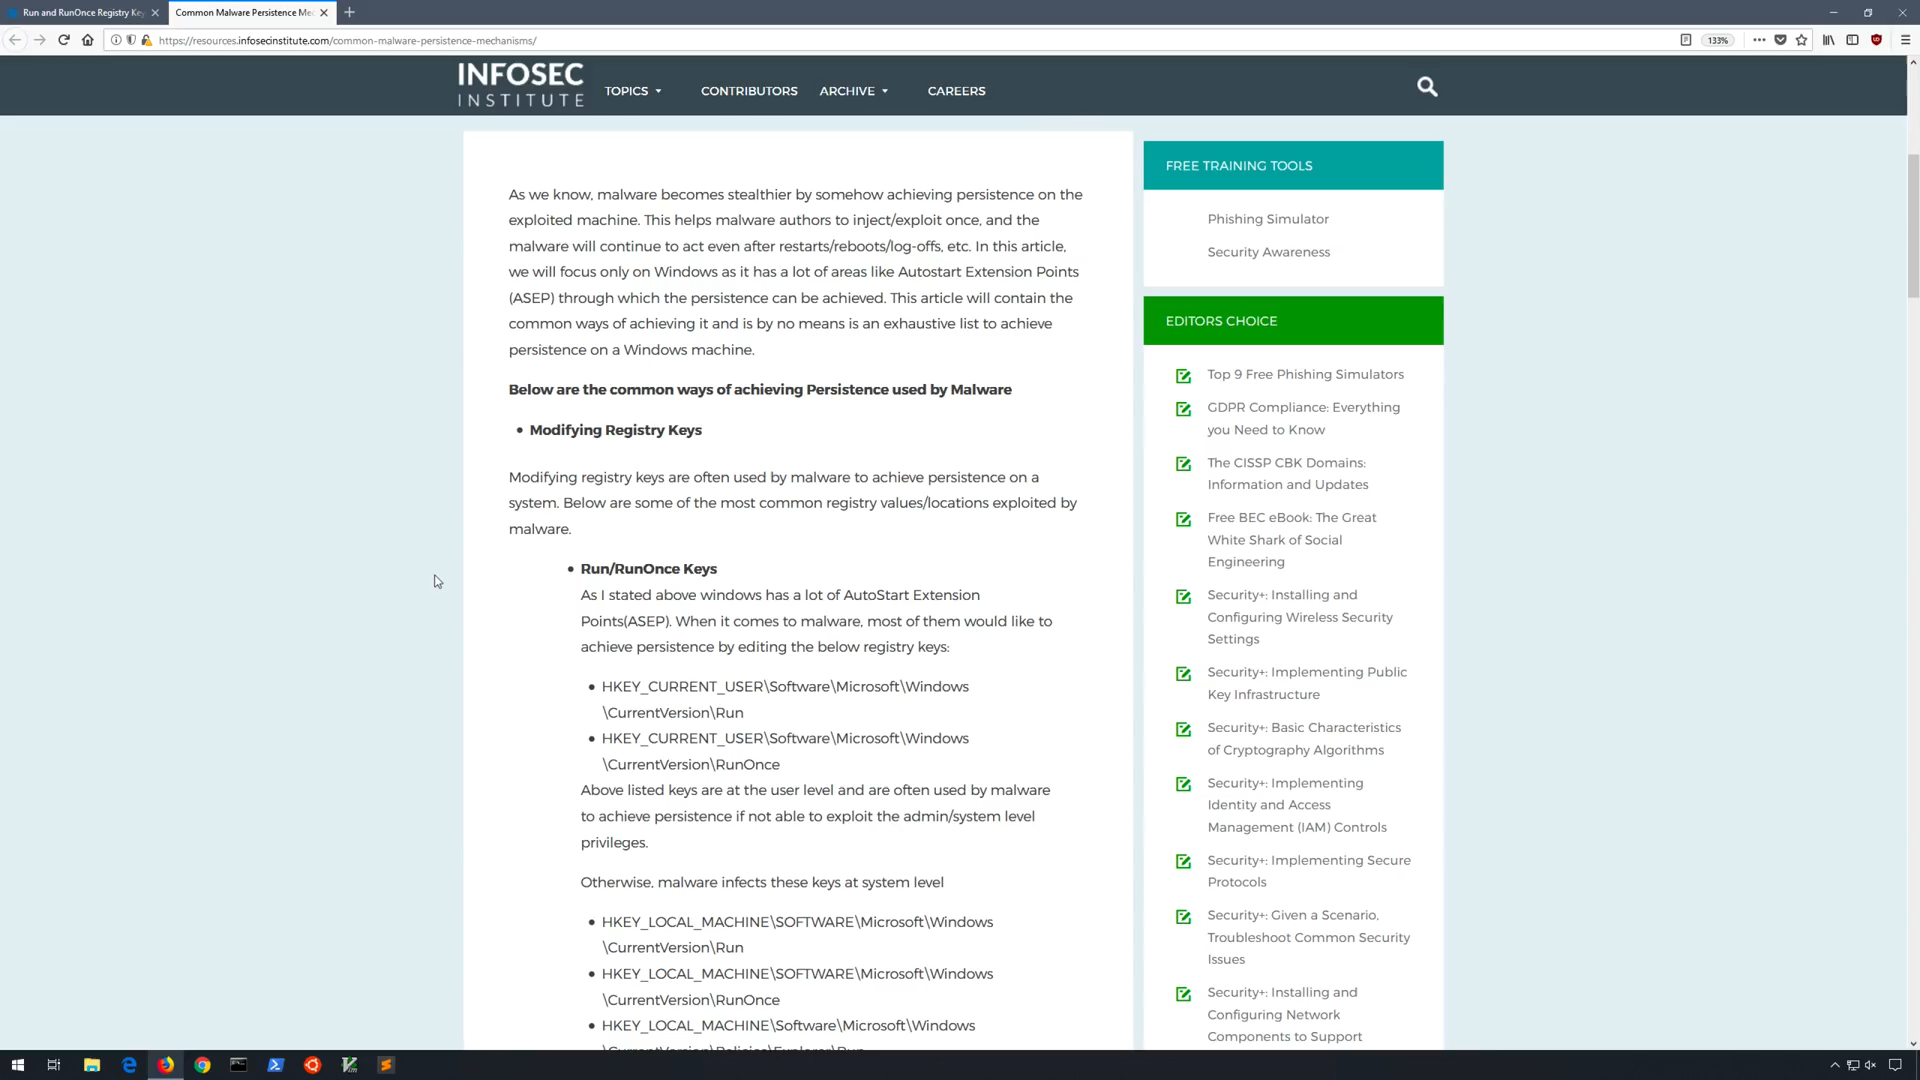 Run and RunOnce Registry Key
Common Malware Persistence Me
https://resources.infosecinstitute.com/common-malware-persistence-mechanisms/
133%
INFOSEC
INSTITUTE
TOPICS
CONTRIBUTORS
ARCHIVE
CAREERS
As we know, malware becomes stealthier by somehow achieving persistence on the
exploited machine. This helps malware authors to inject/exploit once, and the
malware will continue to act even after restarts/reboots/log-offs, etc. In this article,
we will focus only on Windows as it has a lot of areas like Autostart Extension Points
(ASEP) through which the persistence can be achieved. This article will contain the
common ways of achieving it and is by no means is an exhaustive list to achieve
persistence on a Windows machine.
Below are the common ways of achieving Persistence used by Malware
• Modifying Registry Keys
Modifying registry keys are often used by malware to achieve persistence on a
system. Below are some of the most common registry values/locations exploited by
malware.
• Run/RunOnce Keys
As I stated above windows has a lot of AutoStart Extension
Points(ASEP). When it comes to malware, most of them would like to
achieve persistence by editing the below registry keys:
• HKEY_CURRENT_USER\Software\Microsoft\Windows
\CurrentVersion\Run
• HKEY_CURRENT_USER\Software\Microsoft\Windows
\CurrentVersion\RunOnce
Above listed keys are at the user level and are often used by malware
to achieve persistence if not able to exploit the admin/system level
privileges.
Otherwise, malware infects these keys at system level
• HKEY_LOCAL_MACHINE\SOFTWARE\Microsoft\Windows
\CurrentVersion\Run
• HKEY_LOCAL_MACHINE\SOFTWARE\Microsoft\Windows
\CurrentVersion\RunOnce
• HKEY_LOCAL_MACHINE\Software\Microsoft\Windows
\CurrentVersion\Policies\Explorer\Run
FREE TRAINING TOOLS
Phishing Simulator
Security Awareness
EDITORS CHOICE
Top 9 Free Phishing Simulators
GDPR Compliance: Everything
you Need to Know
The CISSP CBK Domains:
Information and Updates
Free BEC eBook: The Great
White Shark of Social
Engineering
Security+: Installing and
Configuring Wireless Security
Settings
Security+: Implementing Public
Key Infrastructure
Security+: Basic Characteristics
of Cryptography Algorithms
Security+: Implementing
Identity and Access
Management (IAM) Controls
Security+: Implementing Secure
Protocols
Security+: Given a Scenario,
Troubleshoot Common Security
Issues
Security+: Installing and
Configuring Network
Components to Support